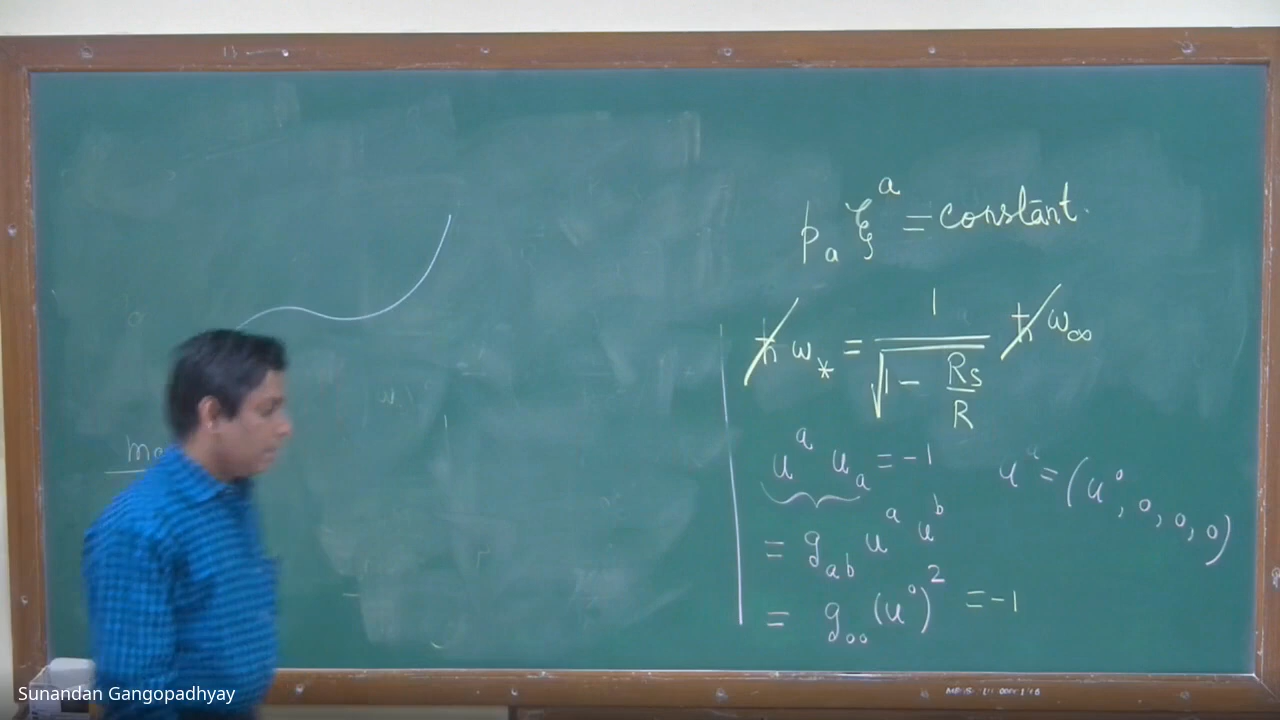 p_a ξ^a = constant.
ħω_* = 1/√(1 - Rs/R) ħω_∞
u^a u_a = -1 u^a = (u^0, 0, 0, 0)
= g_ab u^a u^b
= g_00 (u^0)^2 = -1
Sunandan Gangopadhyay